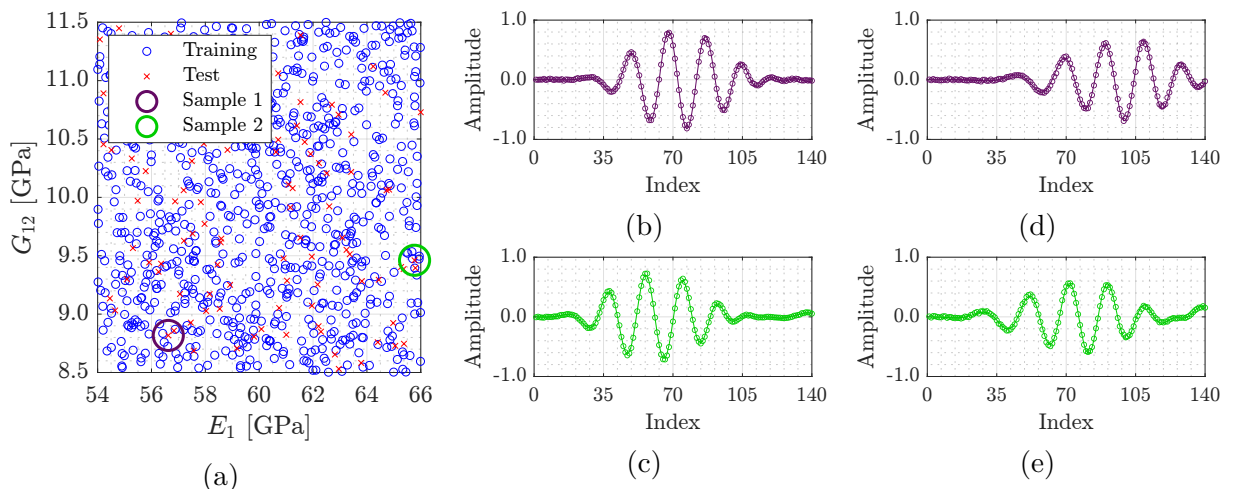 11.5
11.0
10.5
10.0
9.5
9.0
8.5
G12 [GPa]
Training
Test
Sample 1
Sample 2
54 56 58 60 62 64 66
E1 [GPa]
(a)
1.0
0.0
-1.0
Amplitude
0 35 70 105 140
Index
(b)
1.0
0.0
-1.0
Amplitude
0 35 70 105 140
Index
(d)
1.0
0.0
-1.0
Amplitude
0 35 70 105 140
Index
(c)
1.0
0.0
-1.0
Amplitude
0 35 70 105 140
Index
(e)